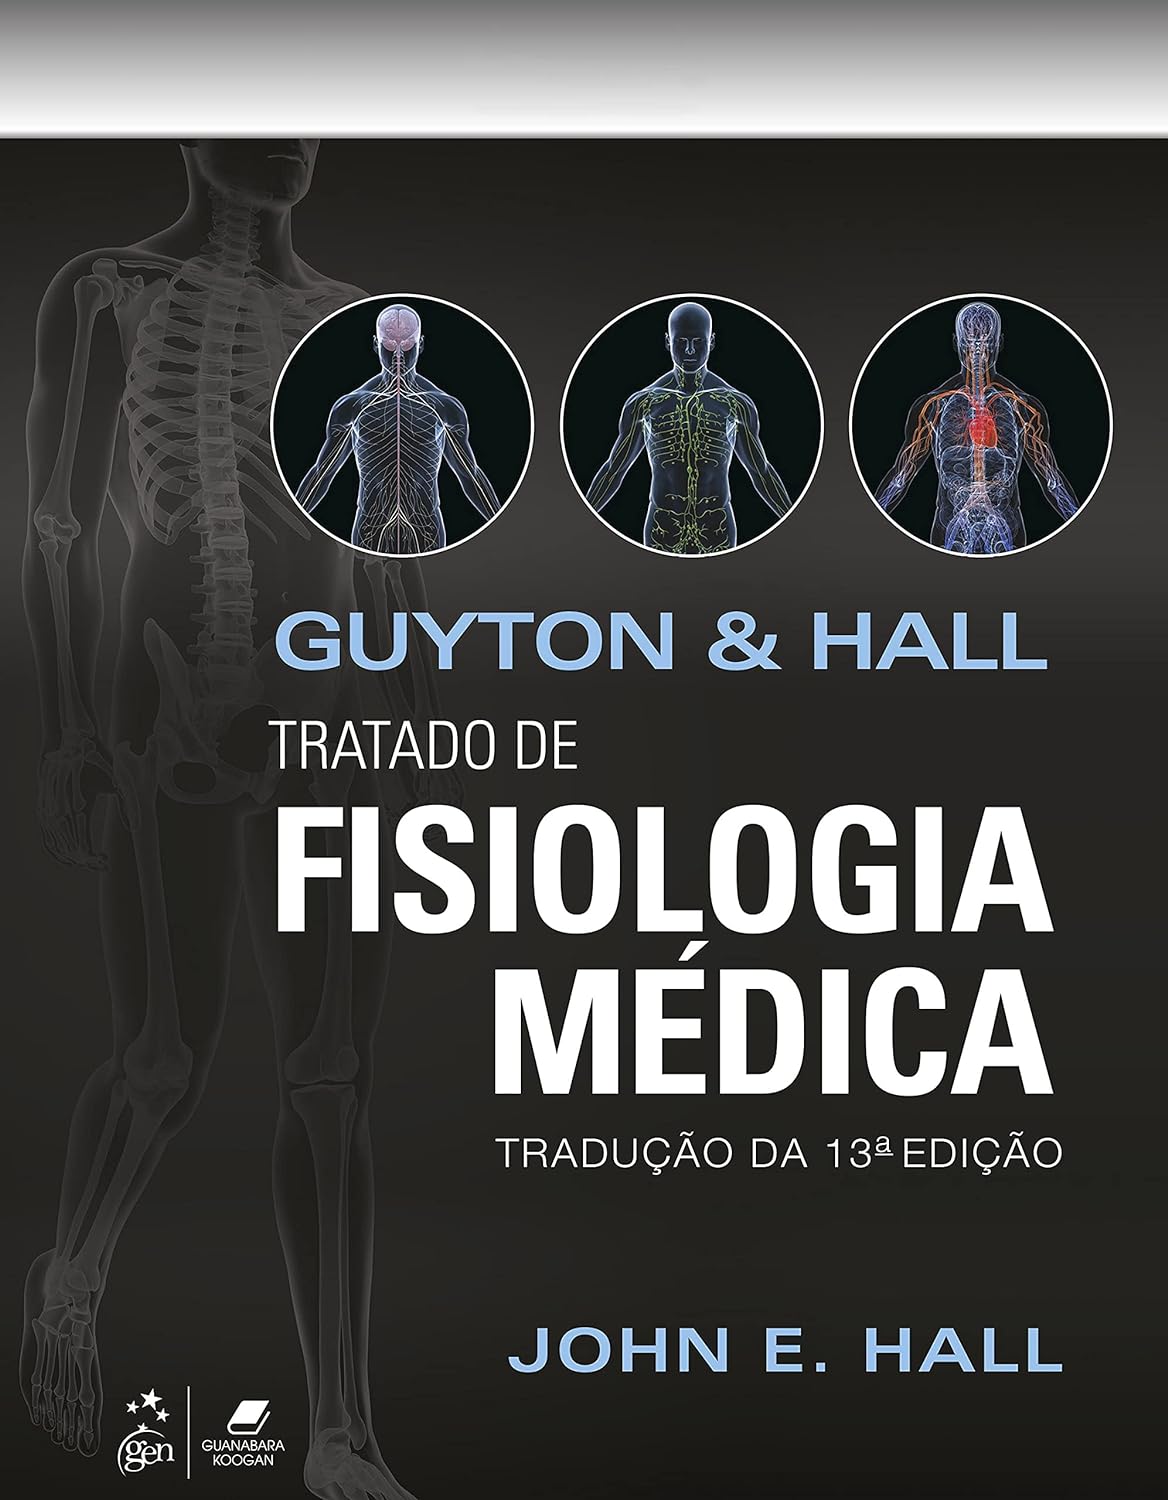 GUYTON & HALL
TRATADO DE
FISIOLOGIA
MÉDICA
TRADUÇÃO DA 13ª EDIÇÃO
JOHN E. HALL
gen
GUANABARA
KOOGAN